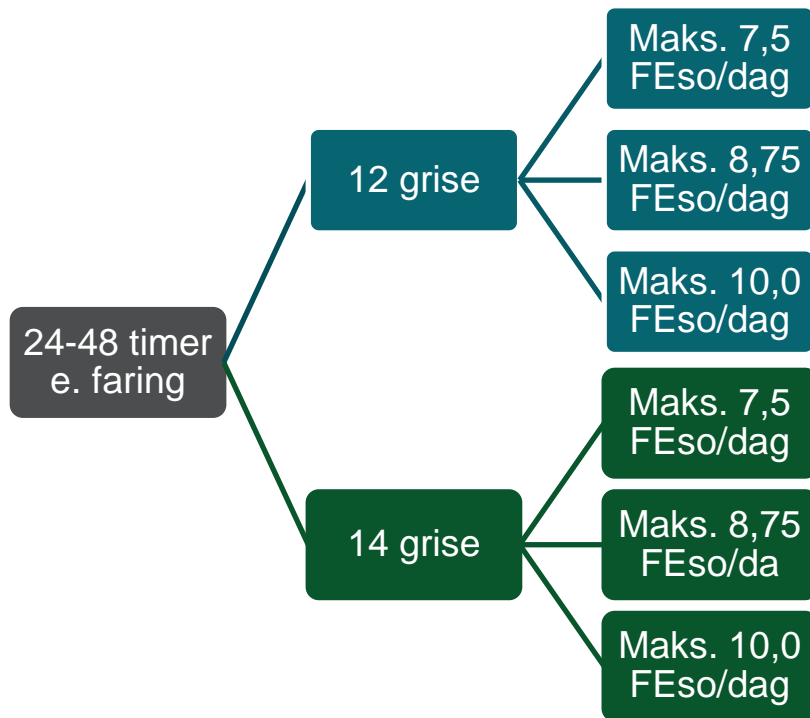 24-48 timer
e. faring
12 grise
Maks. 7,5
FEso/dag
Maks. 8,75
FEso/dag
Maks. 10,0
FEso/dag
14 grise
Maks. 7,5
FEso/dag
Maks. 8,75
FEso/da
Maks. 10,0
FEso/dag